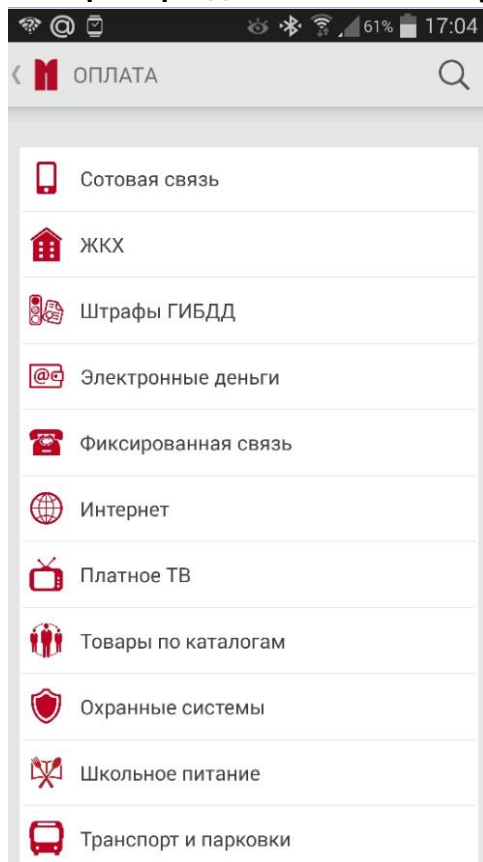 61% 17:04
ОПЛАТА
Сотовая связь
ЖКХ
Штрафы ГИБДД
Электронные деньги
Фиксированная связь
Интернет
Платное ТВ
Товары по каталогам
Охранные системы
Школьное питание
Транспорт и парковки